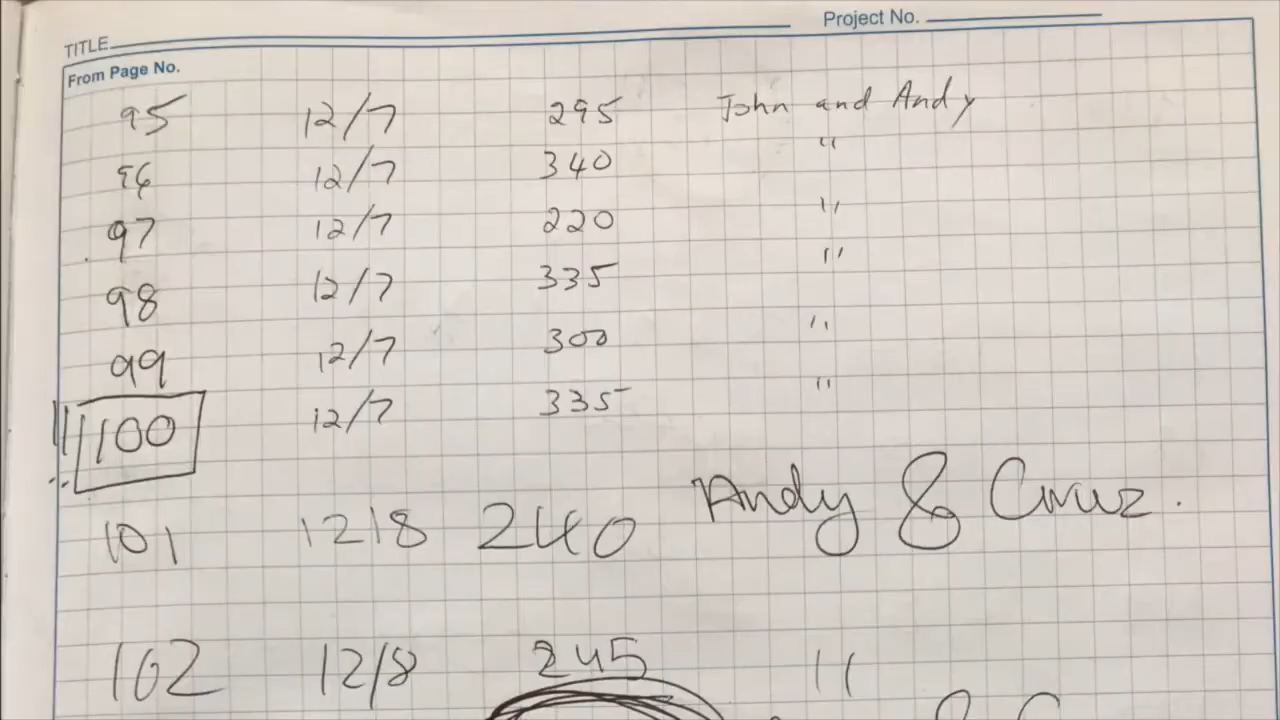 TITLE
Project No.
From Page No.
95 12/7 295 John and Andy
96 12/7 340 "
97 12/7 220 "
98 12/7 335 "
99 12/7 300 "
100 12/7 335 "
101 12/8 240 Andy & Cruz.
102 12/8 245 "